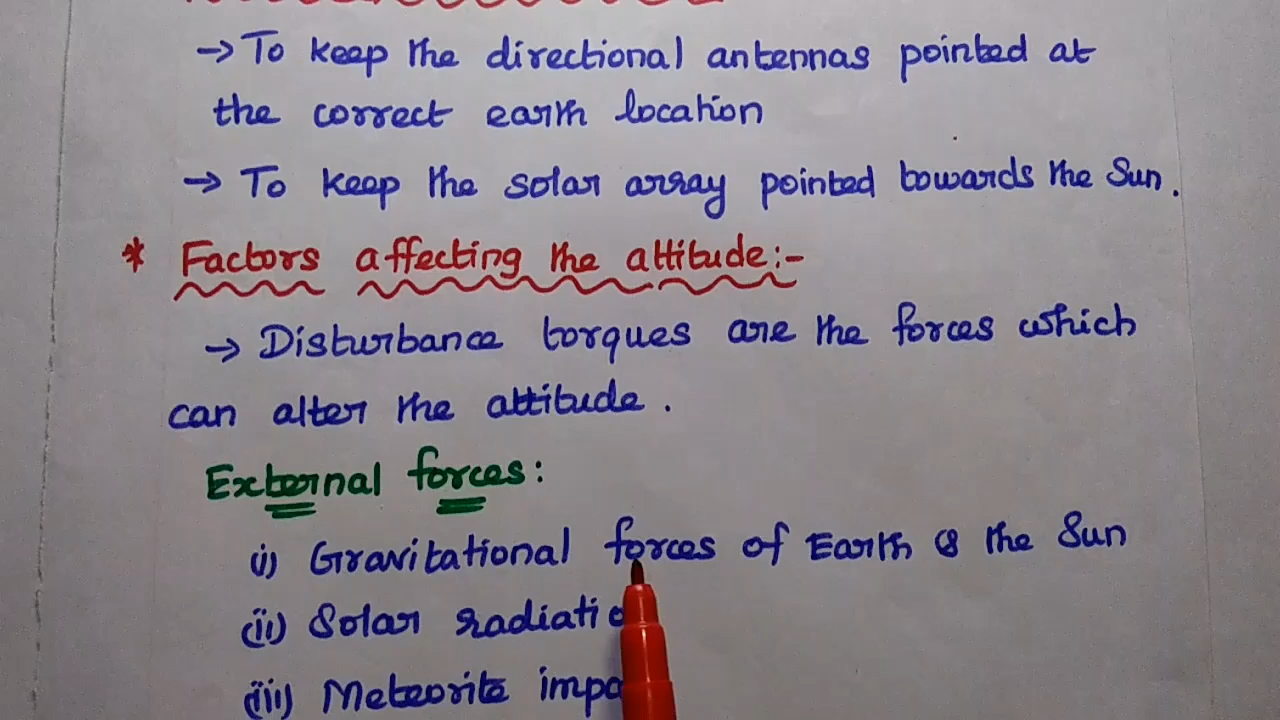 → To keep the directional antennas pointed at
the correct earth location
→ To keep the solar array pointed towards the Sun.
* Factors affecting the attitude:-
→ Disturbance torques are the forces which
can alter the attitude.
External forces:
(i) Gravitational forces of Earth & the Sun
(ii) Solar
(iii) Meteorite